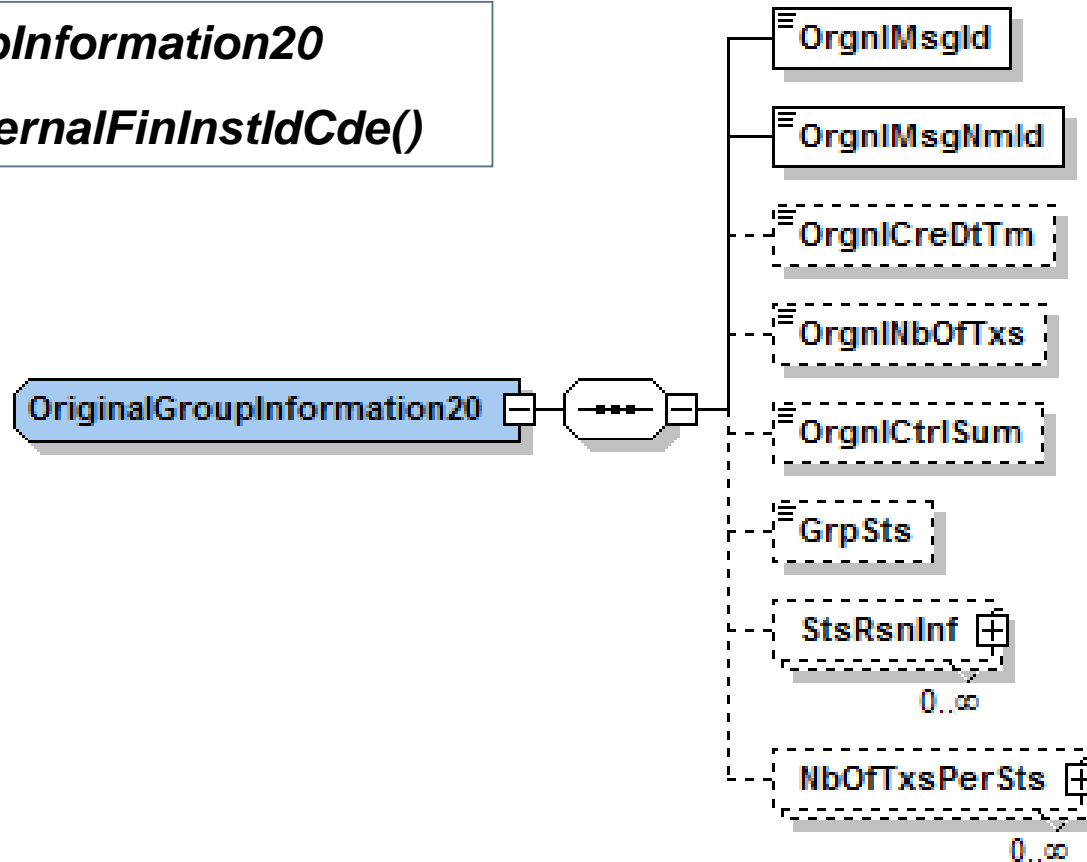 pInformation20
ernalFinInstIdCde()
OrgnlMsgId
OrgnlMsgNmId
OrgnlCreDtTm
OrgnlNbOfTxs
OriginalGroupInformation20
OrgnlCtrlSum
GrpSts
StsRsnInf
0..∞
NbOfTxsPerSts
0..∞